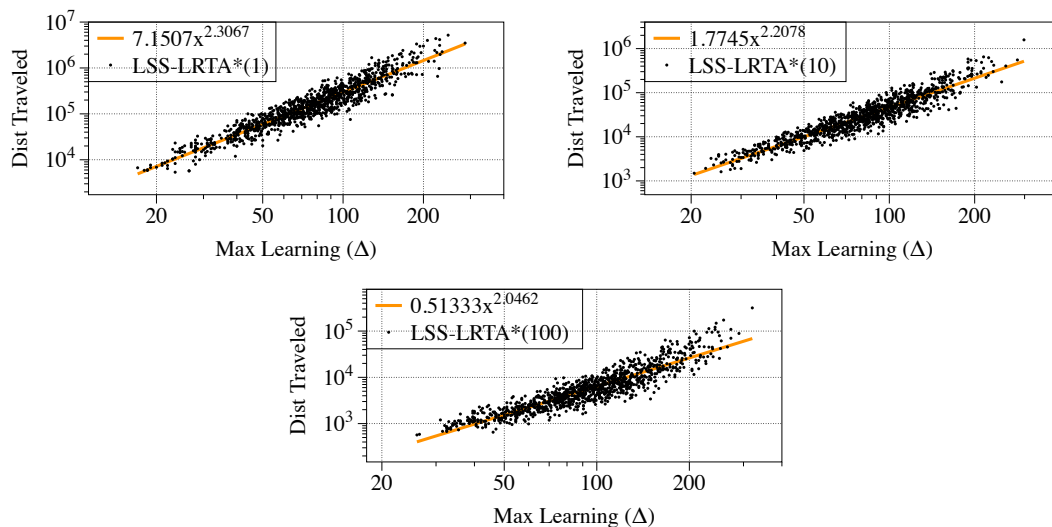 7.1507x^2.3067
LSS-LRTA*(1)
Dist Traveled
10^7
10^6
10^5
10^4
20 50 100 200
Max Learning (Δ)
1.7745x^2.2078
LSS-LRTA*(10)
Dist Traveled
10^6
10^5
10^4
10^3
20 50 100 200
Max Learning (Δ)
0.51333x^2.0462
LSS-LRTA*(100)
Dist Traveled
10^5
10^4
10^3
20 50 100 200
Max Learning (Δ)